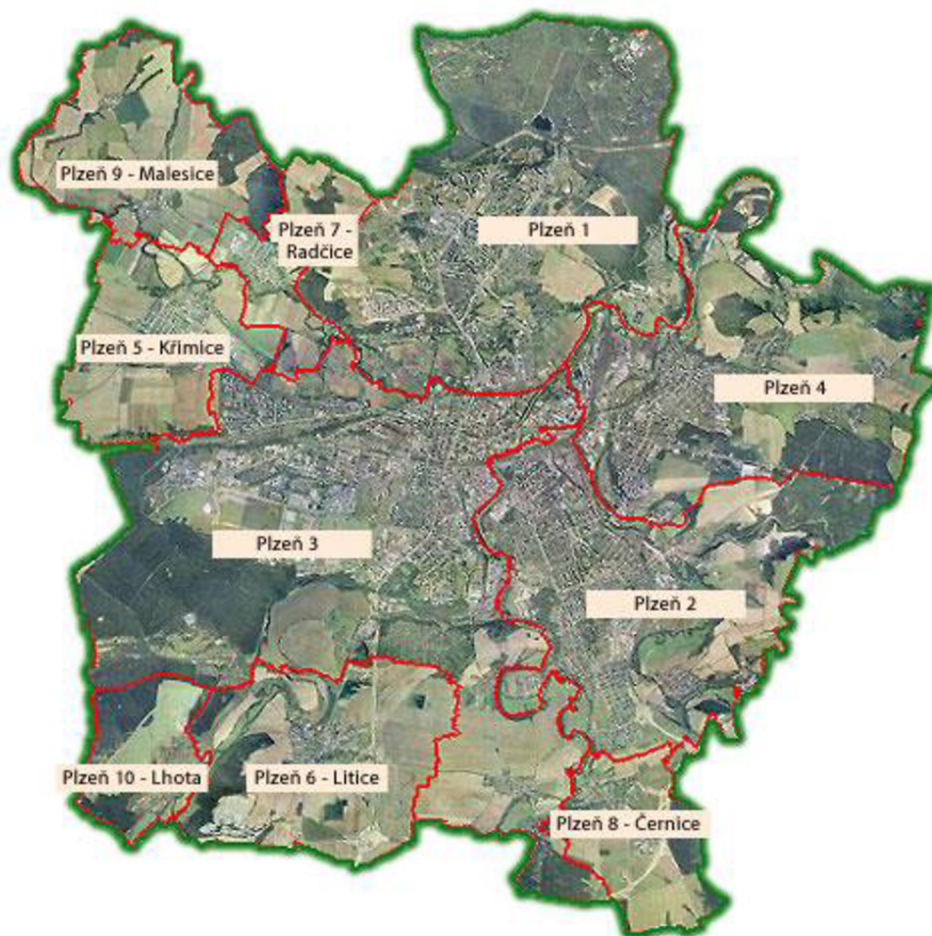 Plzeň 9 - Malesice
Plzeň 7 -
Radčice
Plzeň 1
Plzeň 5 - Křimice
Plzeň 4
Plzeň 3
Plzeň 2
Plzeň 10 - Lhota
Plzeň 6 - Litice
Plzeň 8 - Černice